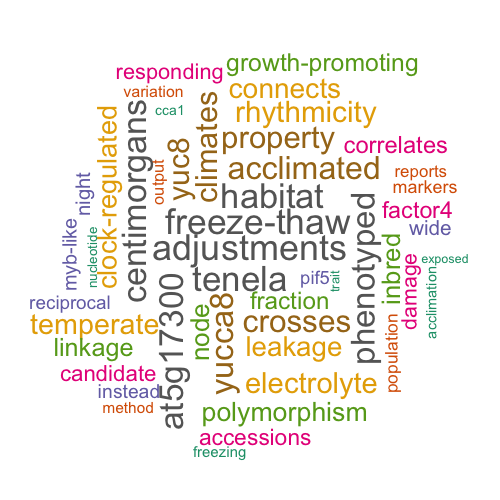 growth-promoting
responding
connects
variation
rhythmicity
cca1
centimorgans
climates
property
correlates
clock-regulated
yuc8
output
acclimated
reports
markers
night
habitat
factor4
myb-like
freeze-thaw
wide
nucleotide
adjustments
phenotyped
inbred
damage
exposed
tenela
pif5
trait
acclimation
reciprocal
at5g17300
yucca8
fraction
temperate
node
crosses
population
linkage
leakage
candidate
electrolyte
instead
method
polymorphism
accessions
freezing